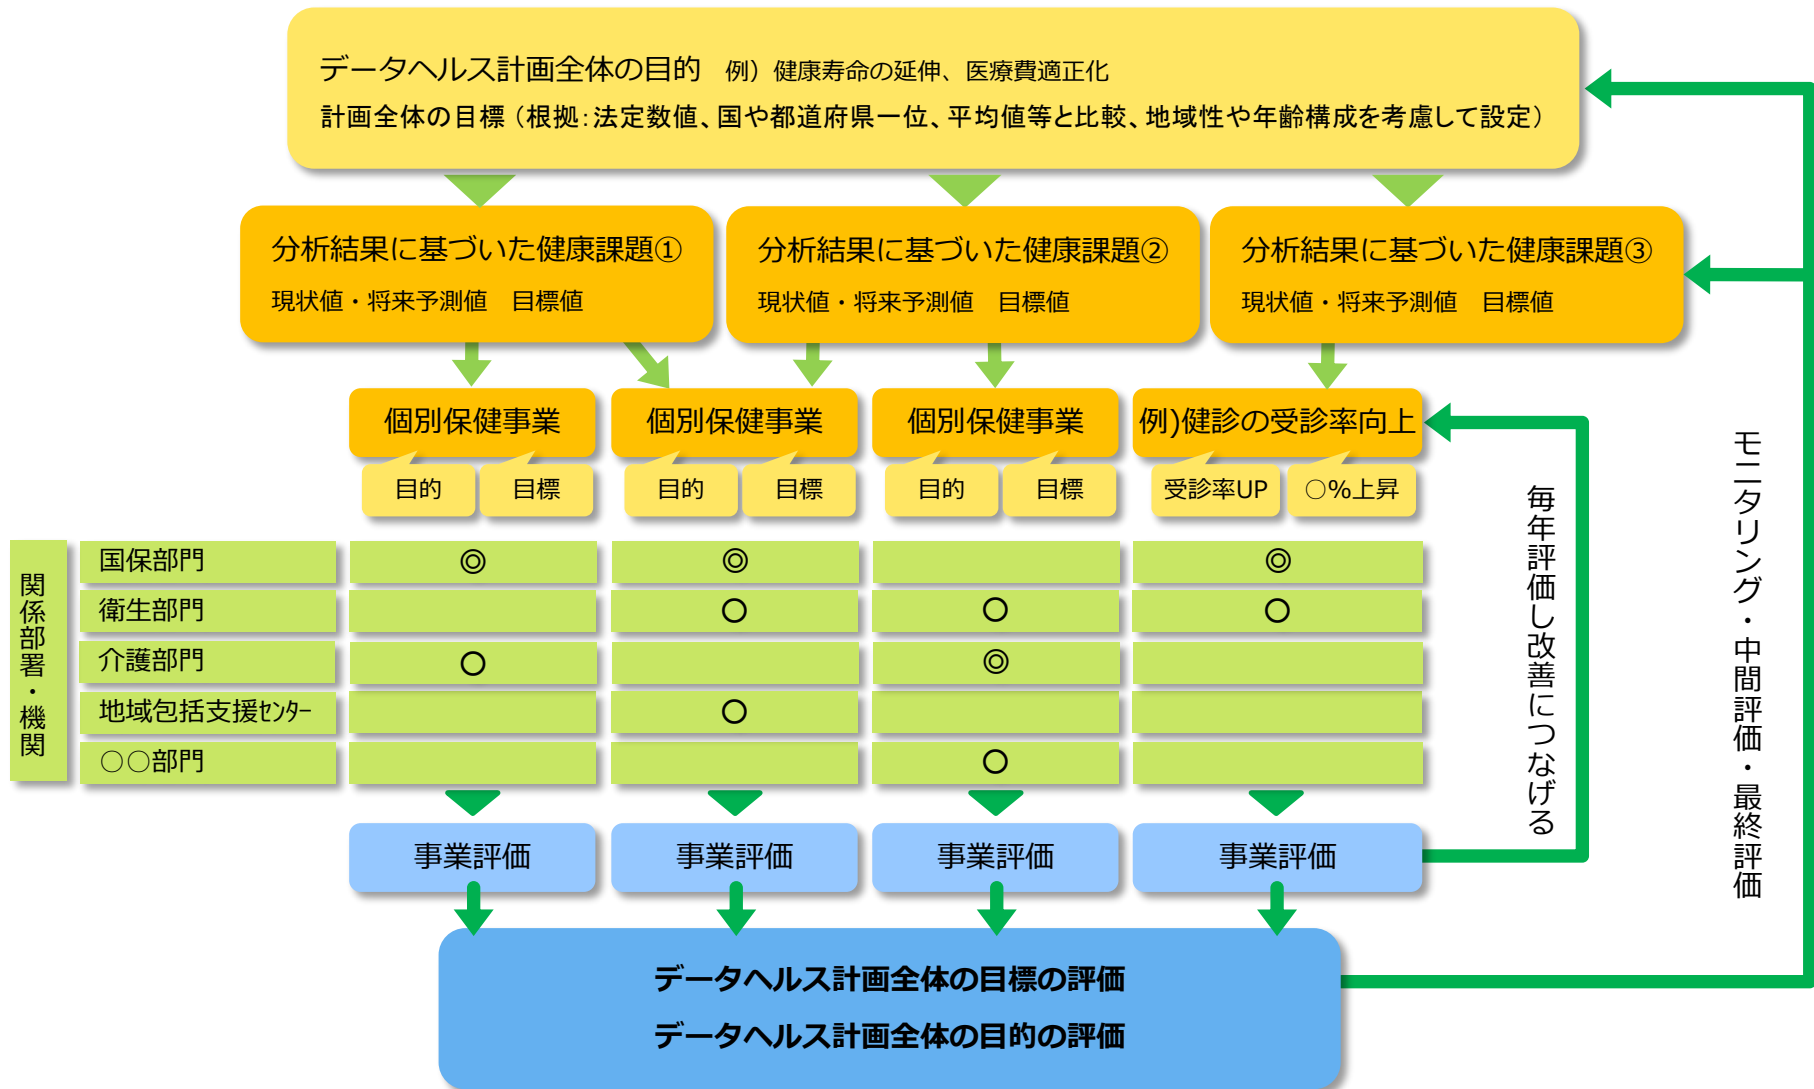 データヘルス計画全体の目的　例）健康寿命の延伸、医療費適正化
計画全体の目標（根拠：法定数値、国や都道府県一位、平均値等と比較、地域性や年齢構成を考慮して設定）
分析結果に基づいた健康課題①
現状値・将来予測値　目標値
分析結果に基づいた健康課題②
現状値・将来予測値　目標値
分析結果に基づいた健康課題③
現状値・将来予測値　目標値
個別保健事業
個別保健事業
個別保健事業
例)健診の受診率向上
目的
目標
目的
目標
目的
目標
受診率UP
○%上昇
関係部署・機関
国保部門 ◎ ◎ ◎
衛生部門 ○ ○ ○
介護部門 ○ ◎
地域包括支援ｾﾝﾀｰ ○
○○部門 ○
事業評価
事業評価
事業評価
事業評価
毎年評価し改善につなげる
モニタリング・中間評価・最終評価
データヘルス計画全体の目標の評価
データヘルス計画全体の目的の評価